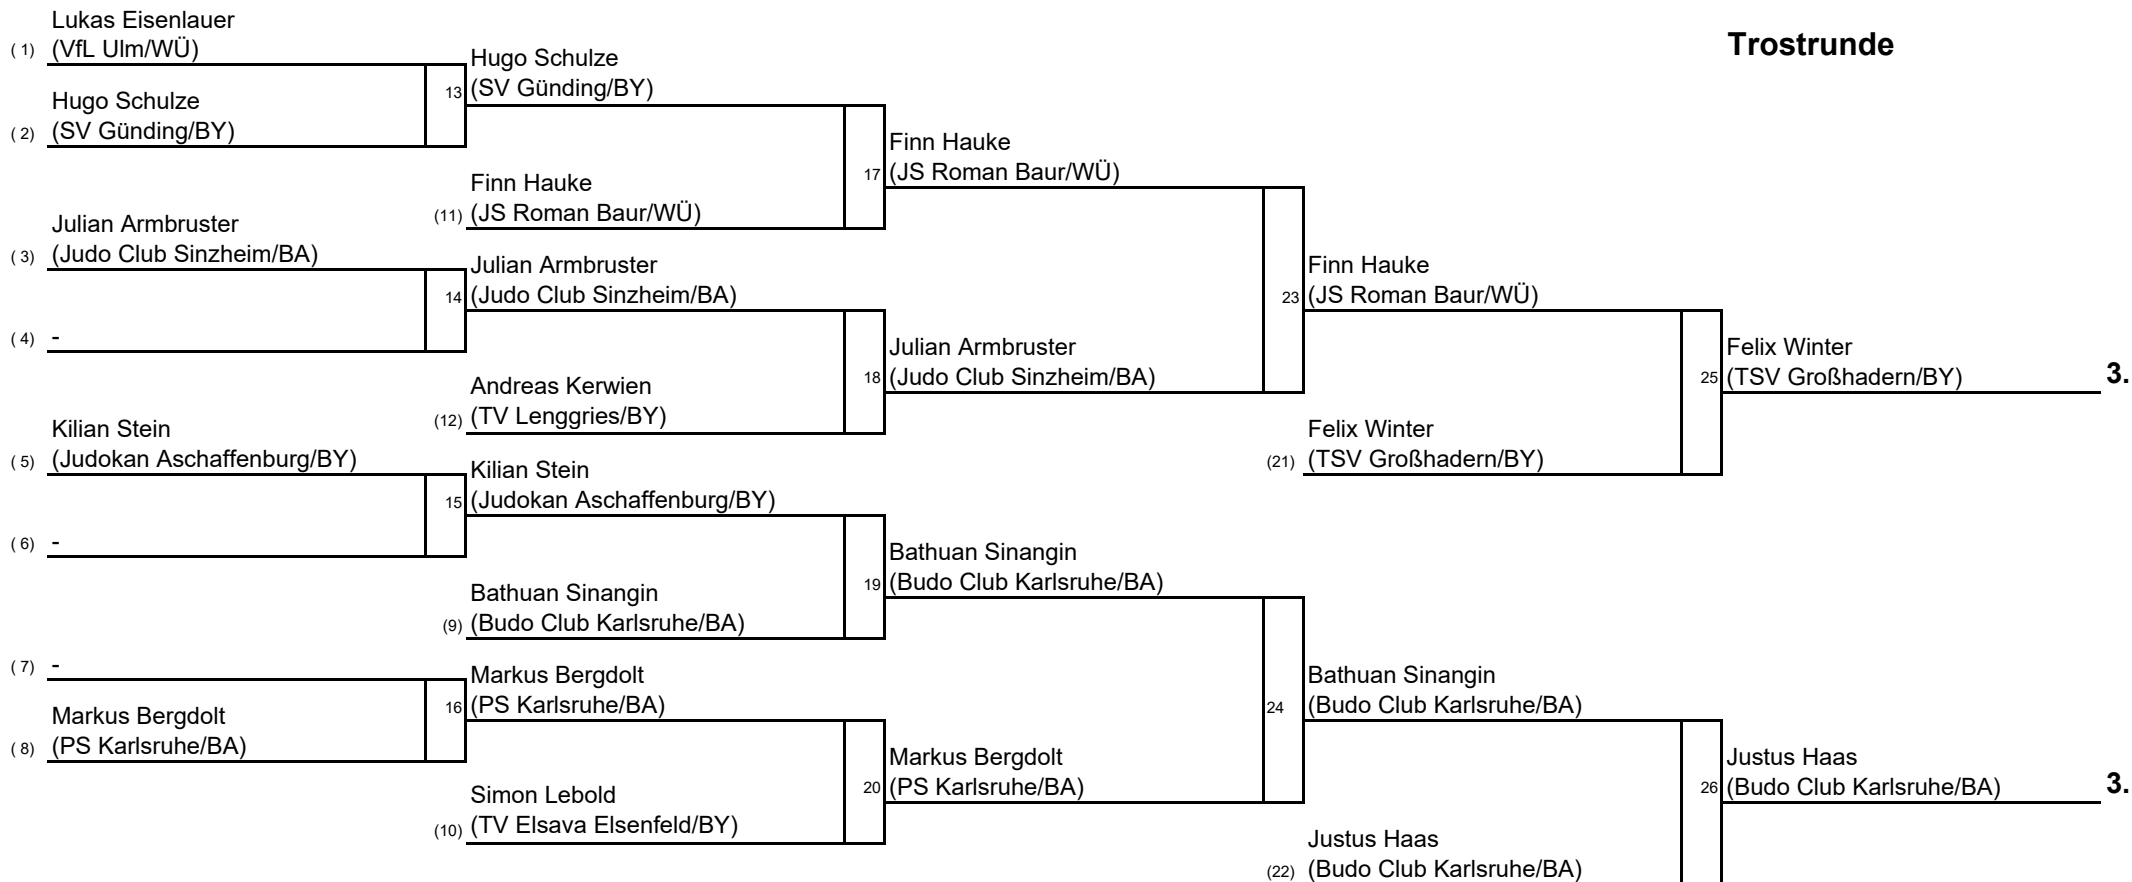 Trostrunde
Lukas Eisenlauer
( 1) (VfL Ulm/WÜ)
Hugo Schulze
( 2) (SV Günding/BY)
Julian Armbruster
( 3) (Judo Club Sinzheim/BA)
( 4) -
Kilian Stein
( 5) (Judokan Aschaffenburg/BY)
( 6) -
( 7) -
Markus Bergdolt
( 8) (PS Karlsruhe/BA)
Hugo Schulze
13 (SV Günding/BY)
Finn Hauke
(11) (JS Roman Baur/WÜ)
Julian Armbruster
14 (Judo Club Sinzheim/BA)
Andreas Kerwien
(12) (TV Lenggries/BY)
Kilian Stein
15 (Judokan Aschaffenburg/BY)
Bathuan Sinangin
(9) (Budo Club Karlsruhe/BA)
Markus Bergdolt
16 (PS Karlsruhe/BA)
Simon Lebold
(10) (TV Elsava Elsenfeld/BY)
Finn Hauke
17 (JS Roman Baur/WÜ)
Julian Armbruster
18 (Judo Club Sinzheim/BA)
Bathuan Sinangin
19 (Budo Club Karlsruhe/BA)
Markus Bergdolt
20 (PS Karlsruhe/BA)
Finn Hauke
23 (JS Roman Baur/WÜ)
Felix Winter
(21) (TSV Großhadern/BY)
Bathuan Sinangin
24 (Budo Club Karlsruhe/BA)
Justus Haas
(22) (Budo Club Karlsruhe/BA)
Felix Winter
25 (TSV Großhadern/BY) 3.
Justus Haas
26 (Budo Club Karlsruhe/BA) 3.